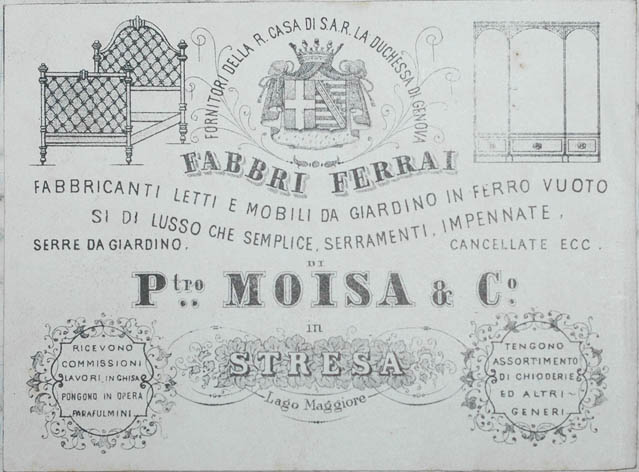 FORNITORI DELLA R. CASA DI S.A.R. LA DUCHESSA DI GENOVA
FABBRI FERRAI
FABBRICANTI LETTI E MOBILI DA GIARDINO IN FERRO VUOTO
SI DI LUSSO CHE SEMPLICE, SERRAMENTI, IMPENNATE,
SERRE DA GIARDINO. CANCELLATE ECC.
DI
Ptro MOISA & Co.
in
STRESA
Lago Maggiore
RICEVONO
COMMISSIONI
LAVORI IN GHISA
PONGONO IN OPERA
PARAFULMINI
TENGONO
ASSORTIMENTO
DI CHIODERIE
ED ALTRI
GENERI